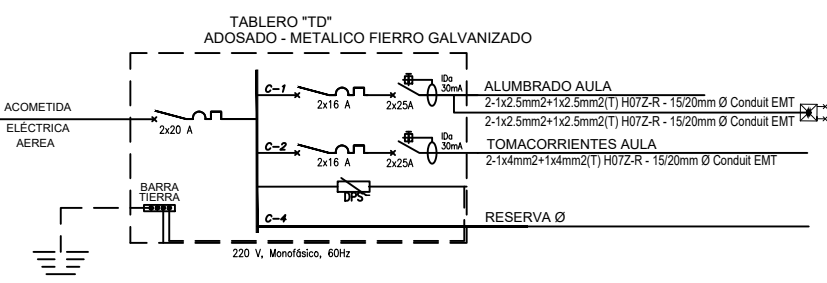 TABLERO "TD"
ADOSADO - METALICO FIERRO GALVANIZADO
ACOMETIDA
ELÉCTRICA
AEREA
2x20 A
C-1
2x16 A
2x25A
IDa
30mA
ALUMBRADO AULA
2-1x2.5mm2+1x2.5mm2(T) H07Z-R - 15/20mm Ø Conduit EMT
2-1x2.5mm2+1x2.5mm2(T) H07Z-R - 15/20mm Ø Conduit EMT
C-2
2x16 A
2x25A
IDa
30mA
TOMACORRIENTES AULA
2-1x4mm2+1x4mm2(T) H07Z-R - 15/20mm Ø Conduit EMT
DPS
BARRA
TIERRA
C-4
RESERVA Ø
220 V, Monofásico, 60Hz